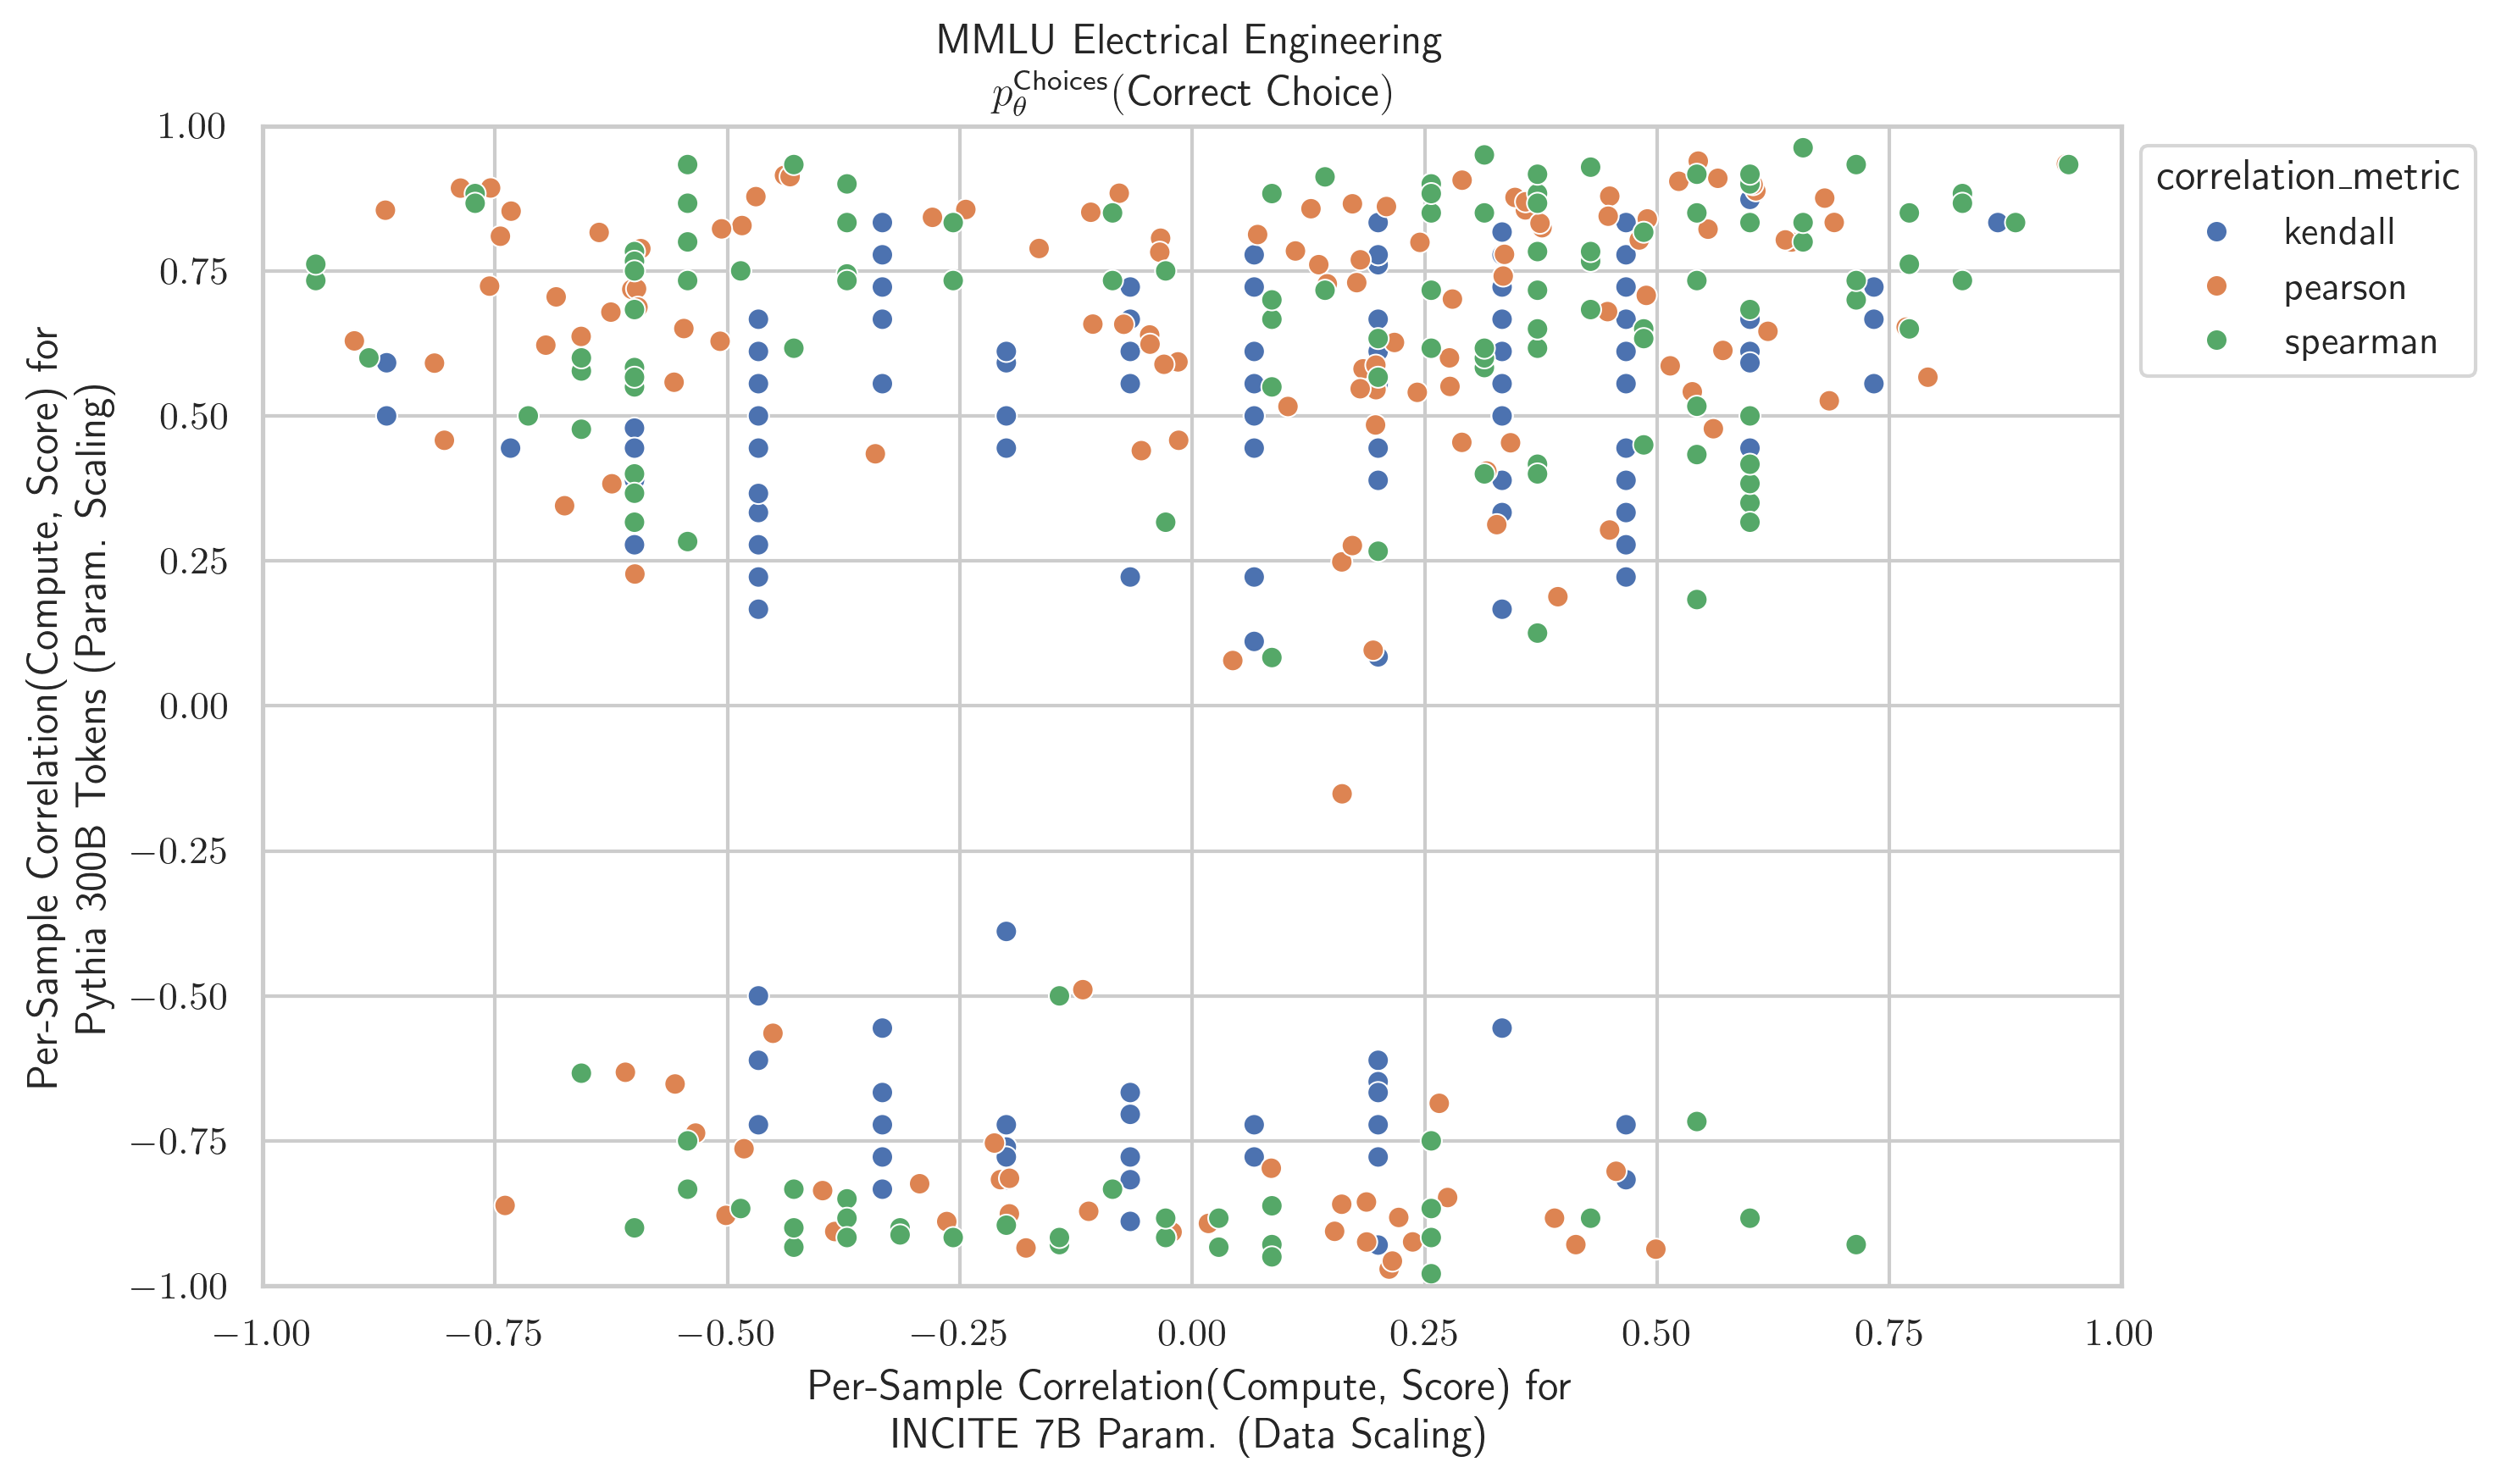 MMLU Electrical Engineering
p_θ^Choices(Correct Choice)
Per-Sample Correlation(Compute, Score) for
Pythia 300B Tokens (Param. Scaling)
1.00
0.75
0.50
0.25
0.00
−0.25
−0.50
−0.75
−1.00
−1.00
−0.75
−0.50
−0.25
0.00
0.25
0.50
0.75
1.00
Per-Sample Correlation(Compute, Score) for
INCITE 7B Param. (Data Scaling)
correlation_metric
kendall
pearson
spearman